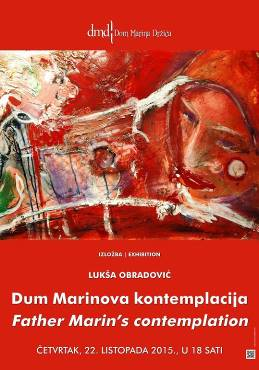 dmd Dom Marina Držića
IZLOŽBA | EXHIBITION
LUKŠA OBRADOVIĆ
Dum Marinova kontemplacija
Father Marin's contemplation
ČETVRTAK, 22. LISTOPADA 2015., U 18 SATI